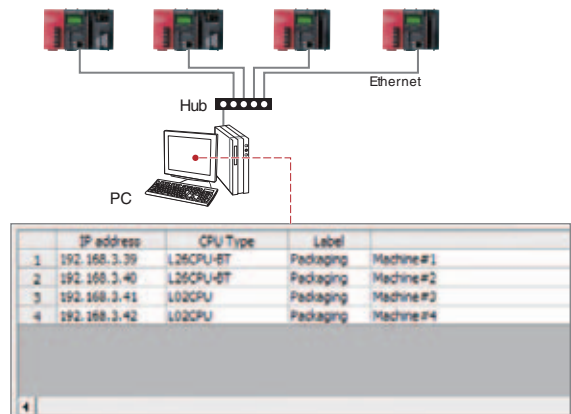 Ethernet
Hub
PC
IP address CPU Type Label
1 192.168.3.39 L26CPU-BT Packaging Machine#1
2 192.168.3.40 L26CPU-BT Packaging Machine#2
3 192.168.3.41 L02CPU Packaging Machine#3
4 192.168.3.42 L02CPU Packaging Machine#4